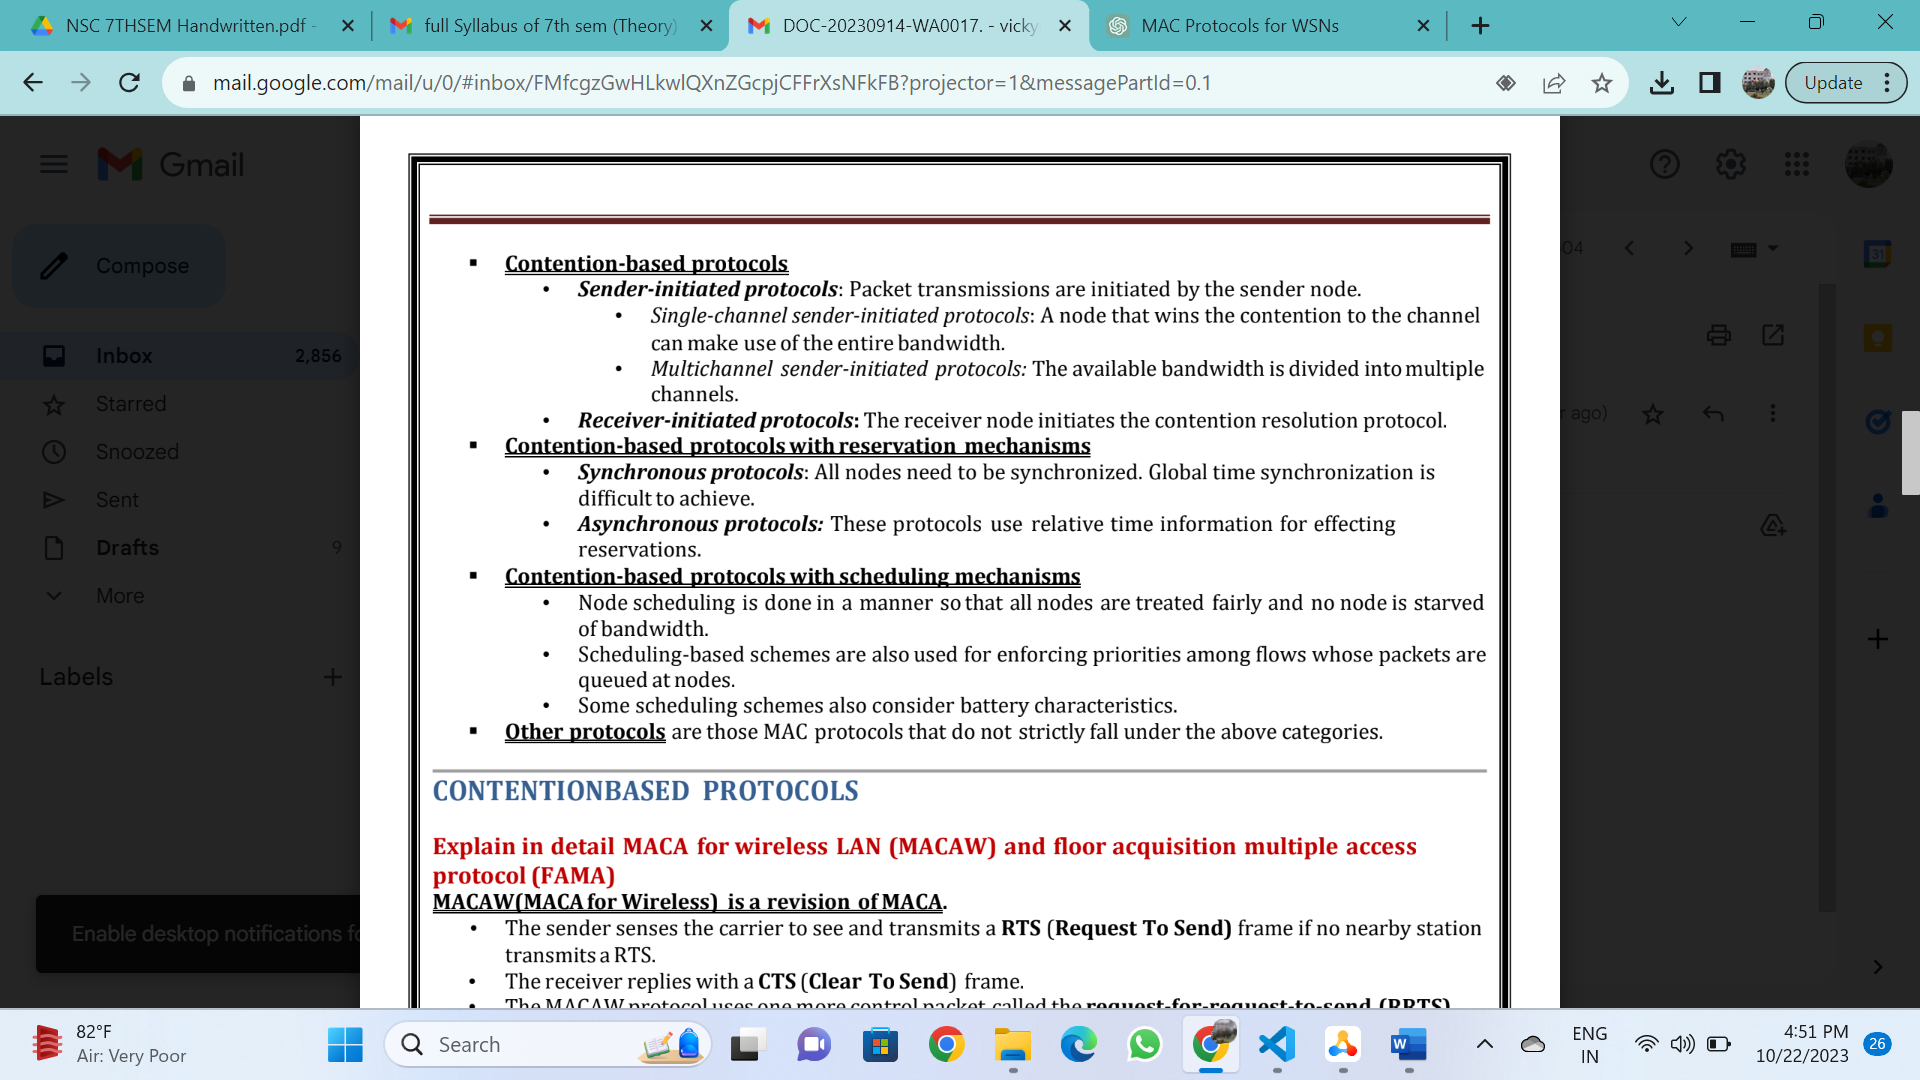 NSC 7THSEM Handwritten.pdf -
full Syllabus of 7th sem (Theory)
DOC-20230914-WA0017. - vicky
MAC Protocols for WSNs
mail.google.com/mail/u/0/#inbox/FMfcgzGwHLkwlQXnZGcpjCFFrXsNFkFB?projector=1&messagePartId=0.1
Update
Gmail
Compose
Inbox 2,856
Starred
Snoozed
Sent
Drafts 9
More
Labels
Enable desktop notifications fo
▪ Contention-based protocols
• Sender-initiated protocols: Packet transmissions are initiated by the sender node.
• Single-channel sender-initiated protocols: A node that wins the contention to the channel
can make use of the entire bandwidth.
• Multichannel sender-initiated protocols: The available bandwidth is divided into multiple
channels.
• Receiver-initiated protocols: The receiver node initiates the contention resolution protocol.
▪ Contention-based protocols with reservation mechanisms
• Synchronous protocols: All nodes need to be synchronized. Global time synchronization is
difficult to achieve.
• Asynchronous protocols: These protocols use relative time information for effecting
reservations.
▪ Contention-based protocols with scheduling mechanisms
• Node scheduling is done in a manner so that all nodes are treated fairly and no node is starved
of bandwidth.
• Scheduling-based schemes are also used for enforcing priorities among flows whose packets are
queued at nodes.
• Some scheduling schemes also consider battery characteristics.
▪ Other protocols are those MAC protocols that do not strictly fall under the above categories.
CONTENTIONBASED PROTOCOLS
Explain in detail MACA for wireless LAN (MACAW) and floor acquisition multiple access
protocol (FAMA)
MACAW(MACA for Wireless) is a revision of MACA.
• The sender senses the carrier to see and transmits a RTS (Request To Send) frame if no nearby station
transmits a RTS.
• The receiver replies with a CTS (Clear To Send) frame.
• The MACAW protocol uses one more control packet called the request-for-request-to-send (RRTS)
04
r ago)
31
82°F
Air: Very Poor
Search
W
ENG
IN
4:51 PM
10/22/2023
26